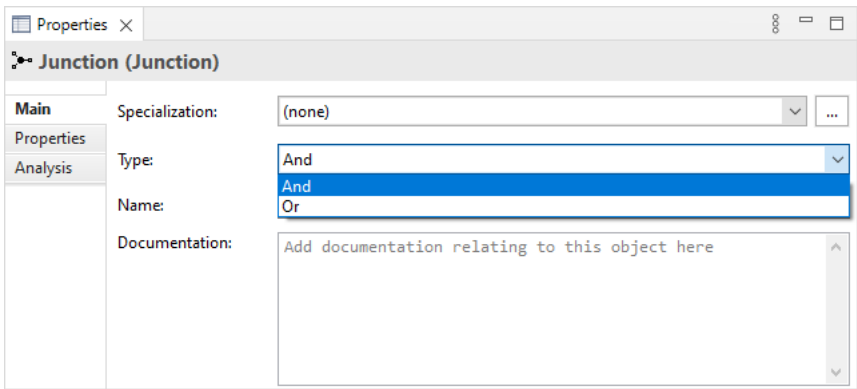 Properties
Junction (Junction)
Main
Properties
Analysis
Specialization:
(none)
...
Type:
And
And
Or
Name:
Documentation:
Add documentation relating to this object here